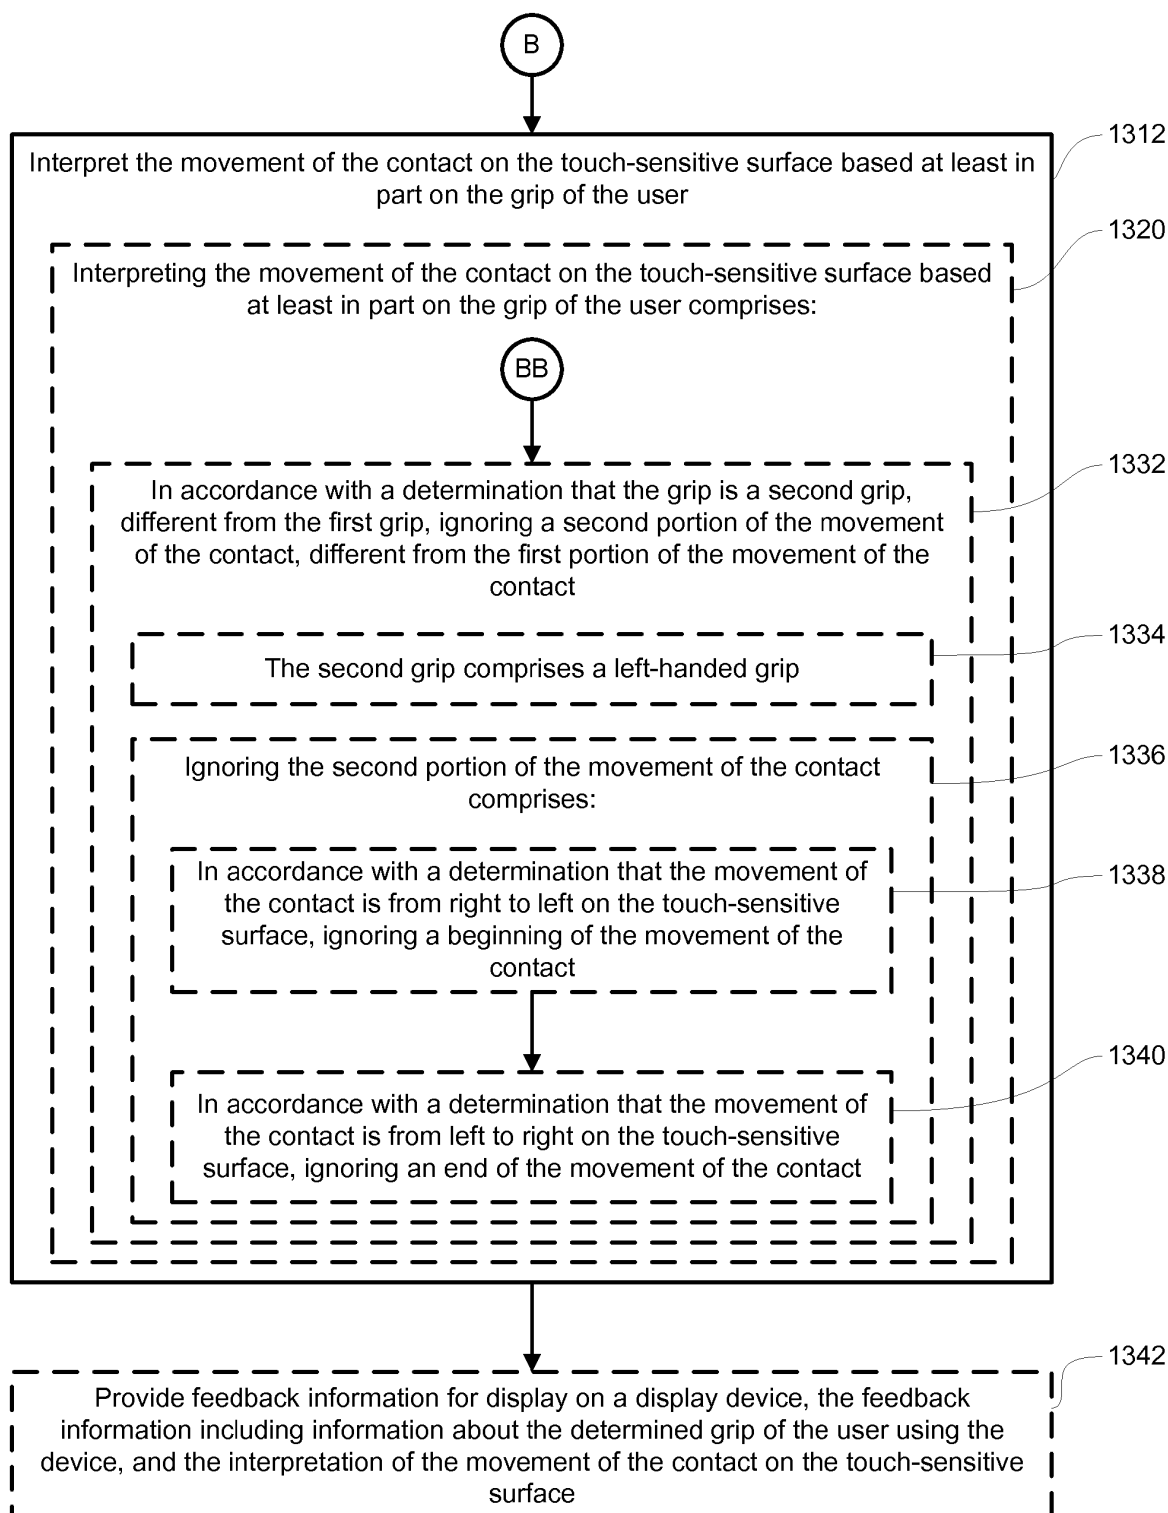 B
1312
Interpret the movement of the contact on the touch-sensitive surface based at least in
part on the grip of the user
1320
Interpreting the movement of the contact on the touch-sensitive surface based
at least in part on the grip of the user comprises:
BB
1332
In accordance with a determination that the grip is a second grip,
different from the first grip, ignoring a second portion of the movement
of the contact, different from the first portion of the movement of the
contact
1334
The second grip comprises a left-handed grip
1336
Ignoring the second portion of the movement of the contact
comprises:
1338
In accordance with a determination that the movement of
the contact is from right to left on the touch-sensitive
surface, ignoring a beginning of the movement of the
contact
1340
In accordance with a determination that the movement of
the contact is from left to right on the touch-sensitive
surface, ignoring an end of the movement of the contact
1342
Provide feedback information for display on a display device, the feedback
information including information about the determined grip of the user using the
device, and the interpretation of the movement of the contact on the touch-sensitive
surface